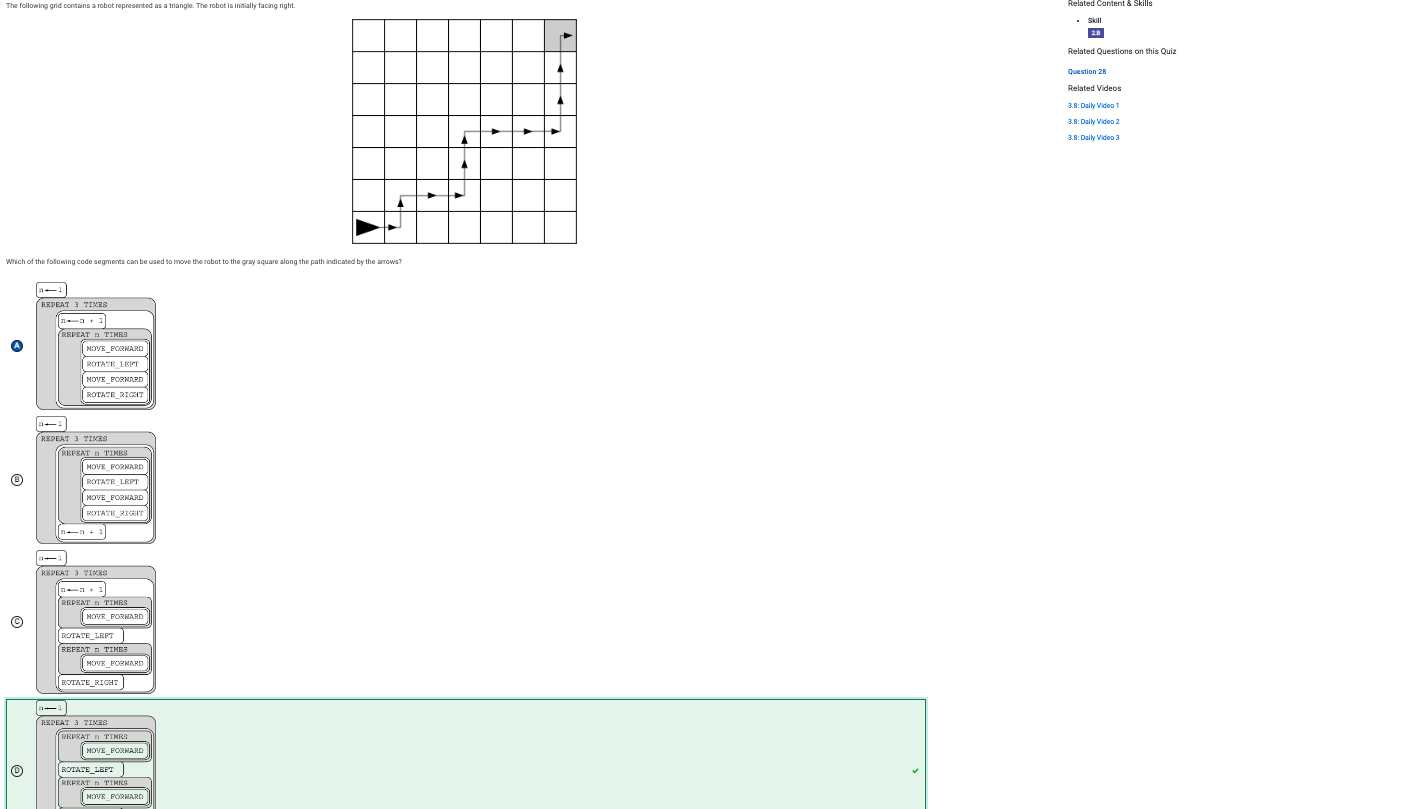 The following grid contains a robot represented as a triangle. The robot is initially facing right.
Which of the following code segments can be used to move the robot to the gray square along the path indicated by the arrows?
A
n ← 1
REPEAT 3 TIMES
n ← n + 1
REPEAT n TIMES
MOVE_FORWARD
ROTATE_LEFT
MOVE_FORWARD
ROTATE_RIGHT
B
n ← 1
REPEAT 3 TIMES
REPEAT n TIMES
MOVE_FORWARD
ROTATE_LEFT
MOVE_FORWARD
ROTATE_RIGHT
n ← n + 1
C
n ← 1
REPEAT 3 TIMES
n ← n + 1
REPEAT n TIMES
MOVE_FORWARD
ROTATE_LEFT
REPEAT n TIMES
MOVE_FORWARD
ROTATE_RIGHT
D
n ← 1
REPEAT 3 TIMES
REPEAT n TIMES
MOVE_FORWARD
ROTATE_LEFT
REPEAT n TIMES
MOVE_FORWARD
Related Content & Skills
• Skill
2.B
Related Questions on this Quiz
Question 28
Related Videos
3.8: Daily Video 1
3.8: Daily Video 2
3.8: Daily Video 3